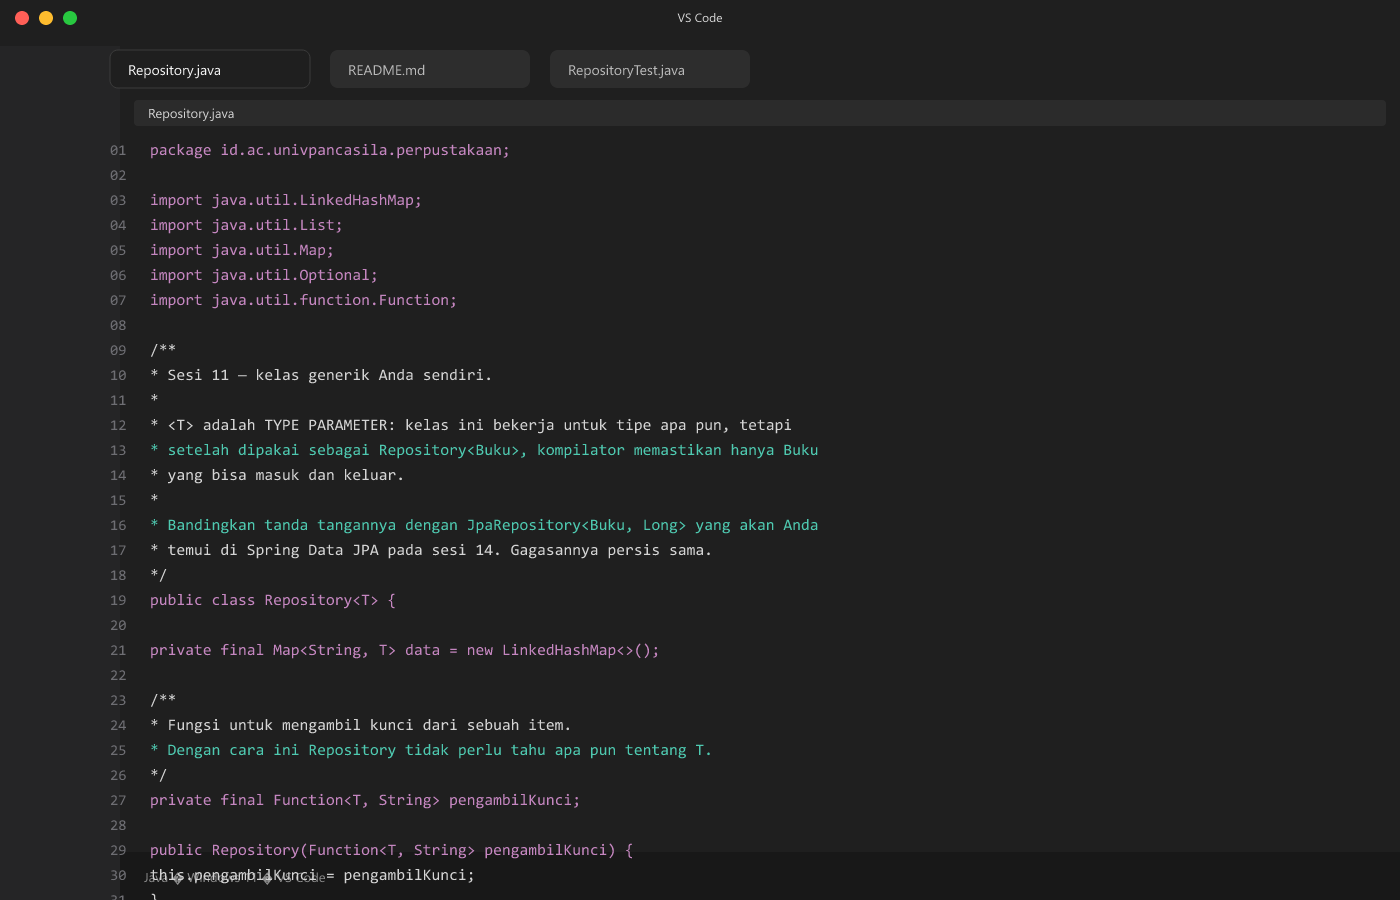 VS Code
Repository.java
README.md
RepositoryTest.java
Repository.java
01 package id.ac.univpancasila.perpustakaan;
02
03 import java.util.LinkedHashMap;
04 import java.util.List;
05 import java.util.Map;
06 import java.util.Optional;
07 import java.util.function.Function;
08
09 /**
10 * Sesi 11 — kelas generik Anda sendiri.
11 *
12 * <T> adalah TYPE PARAMETER: kelas ini bekerja untuk tipe apa pun, tetapi
13 * setelah dipakai sebagai Repository<Buku>, kompilator memastikan hanya Buku
14 * yang bisa masuk dan keluar.
15 *
16 * Bandingkan tanda tangannya dengan JpaRepository<Buku, Long> yang akan Anda
17 * temui di Spring Data JPA pada sesi 14. Gagasannya persis sama.
18 */
19 public class Repository<T> {
20
21 private final Map<String, T> data = new LinkedHashMap<>();
22
23 /**
24 * Fungsi untuk mengambil kunci dari sebuah item.
25 * Dengan cara ini Repository tidak perlu tahu apa pun tentang T.
26 */
27 private final Function<T, String> pengambilKunci;
28
29 public Repository(Function<T, String> pengambilKunci) {
30 this.pengambilKunci = pengambilKunci;
Java � Windows 11 � VS Code
31 }